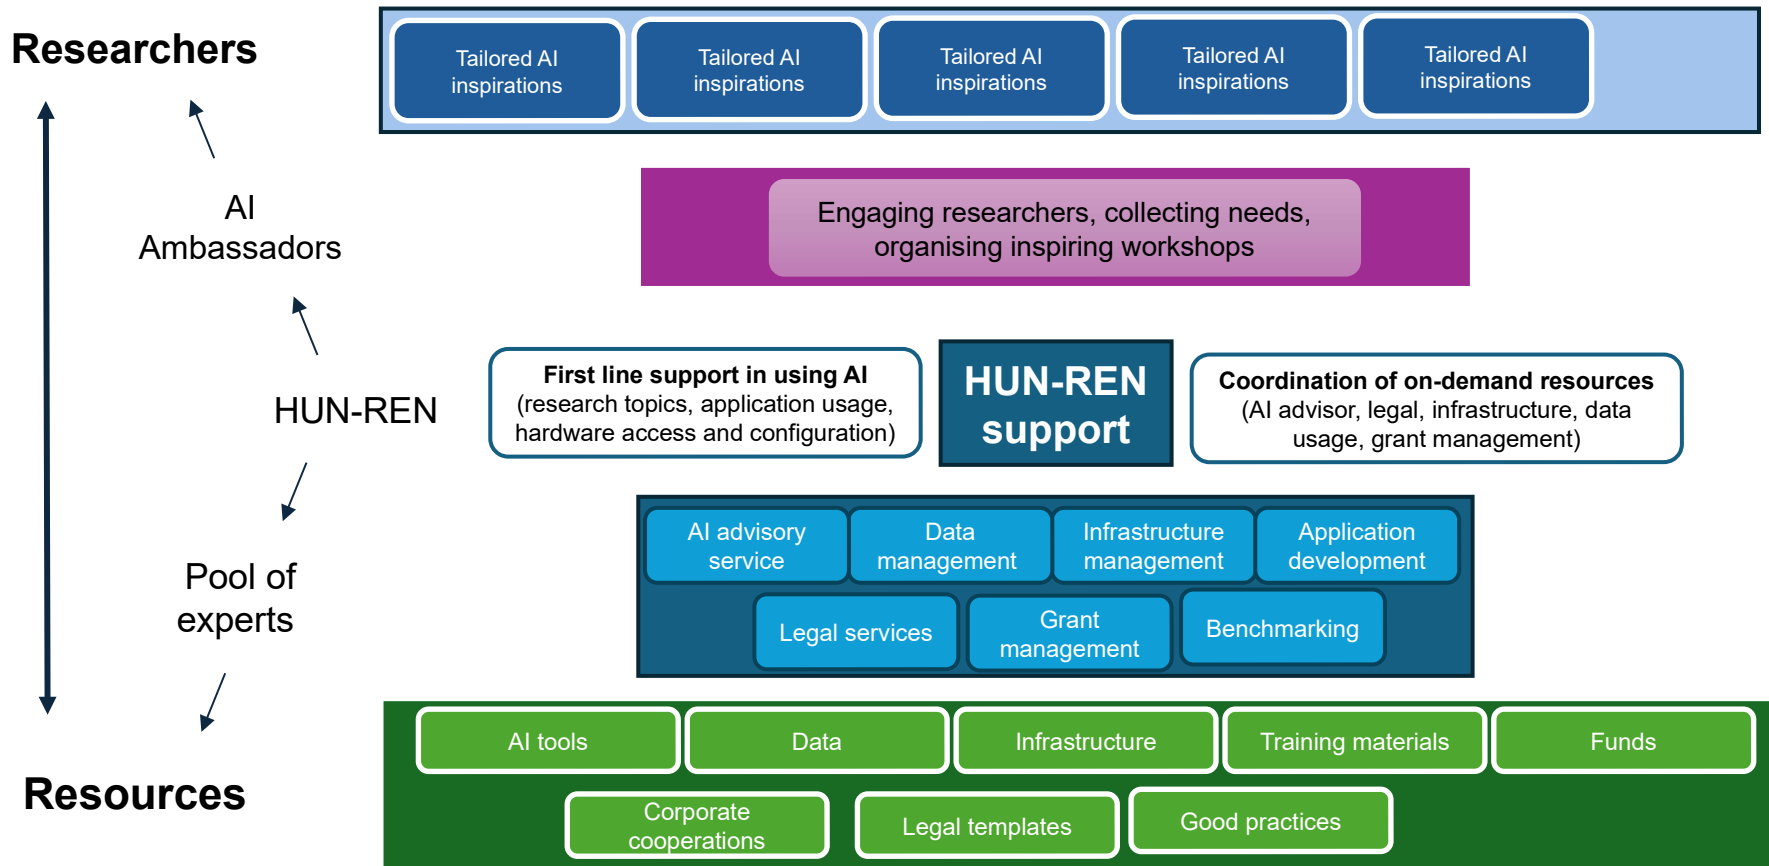 Researchers
Tailored AI
inspirations
Tailored AI
inspirations
Tailored AI
inspirations
Tailored AI
inspirations
Tailored AI
inspirations
AI
Ambassadors
Engaging researchers, collecting needs,
organising inspiring workshops
HUN-REN
First line support in using AI
(research topics, application usage,
hardware access and configuration)
HUN-REN
support
Coordination of on-demand resources
(AI advisor, legal, infrastructure, data
usage, grant management)
Pool of
experts
AI advisory
service
Data
management
Infrastructure
management
Application
development
Legal services
Grant
management
Benchmarking
Resources
AI tools
Data
Infrastructure
Training materials
Funds
Corporate
cooperations
Legal templates
Good practices